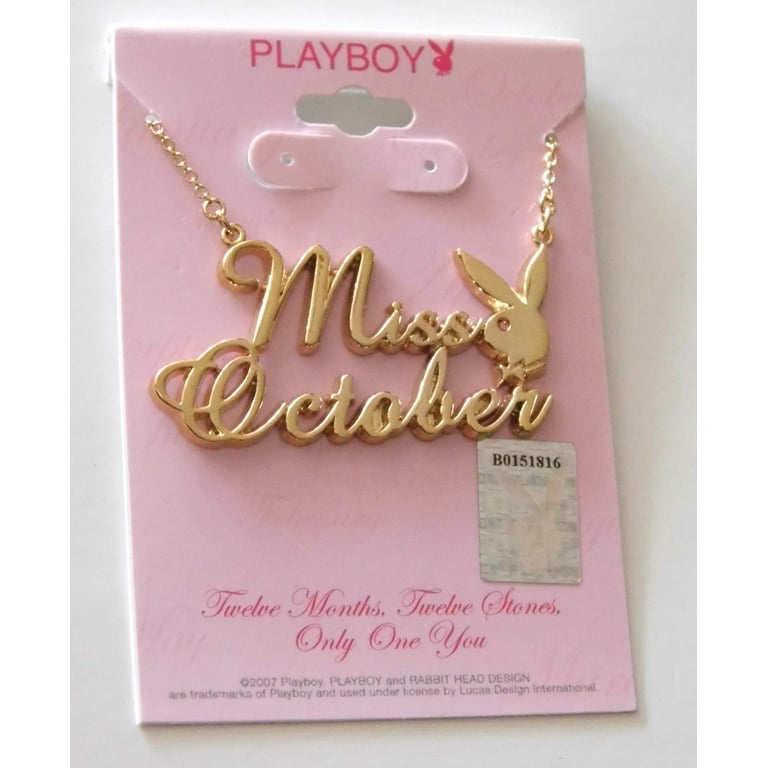 PLAYBOY
Miss
October
B0151816
February
Twelve Months, Twelve Stones,
Only One You
©2007 Playboy. PLAYBOY and RABBIT HEAD DESIGN
are trademarks of Playboy and used under license by Lucas Design International.